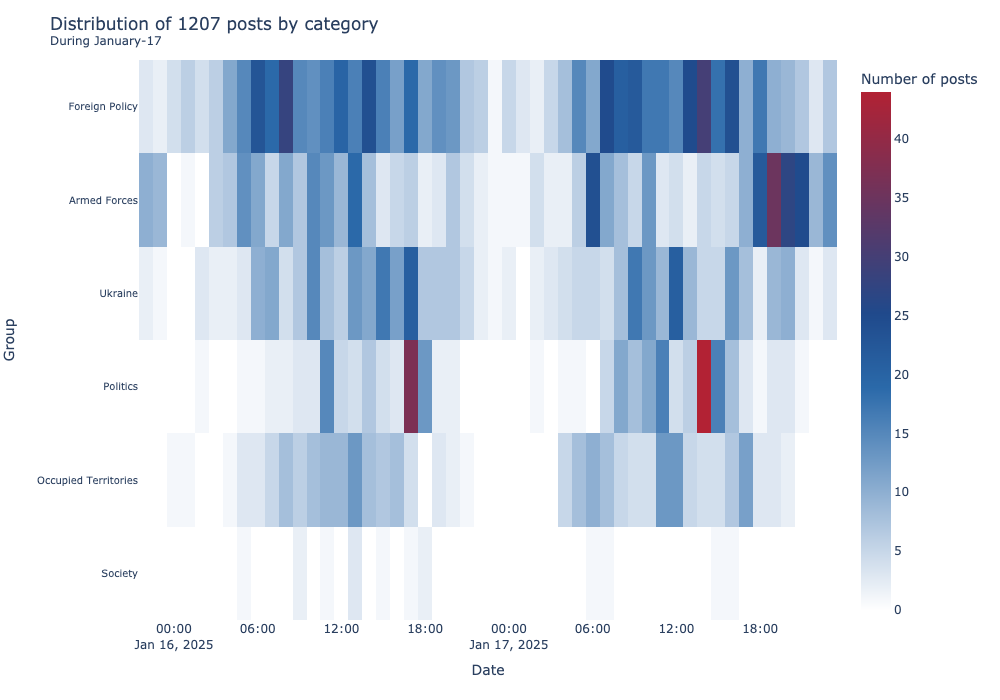 Distribution of 1207 posts by category
During January-17
Number of posts
Foreign Policy
Armed Forces
Ukraine
Politics
Occupied Territories
Society
Group
40
35
30
25
20
15
10
5
0
00:00 06:00 12:00 18:00 00:00 06:00 12:00 18:00
Jan 16, 2025 Jan 17, 2025
Date